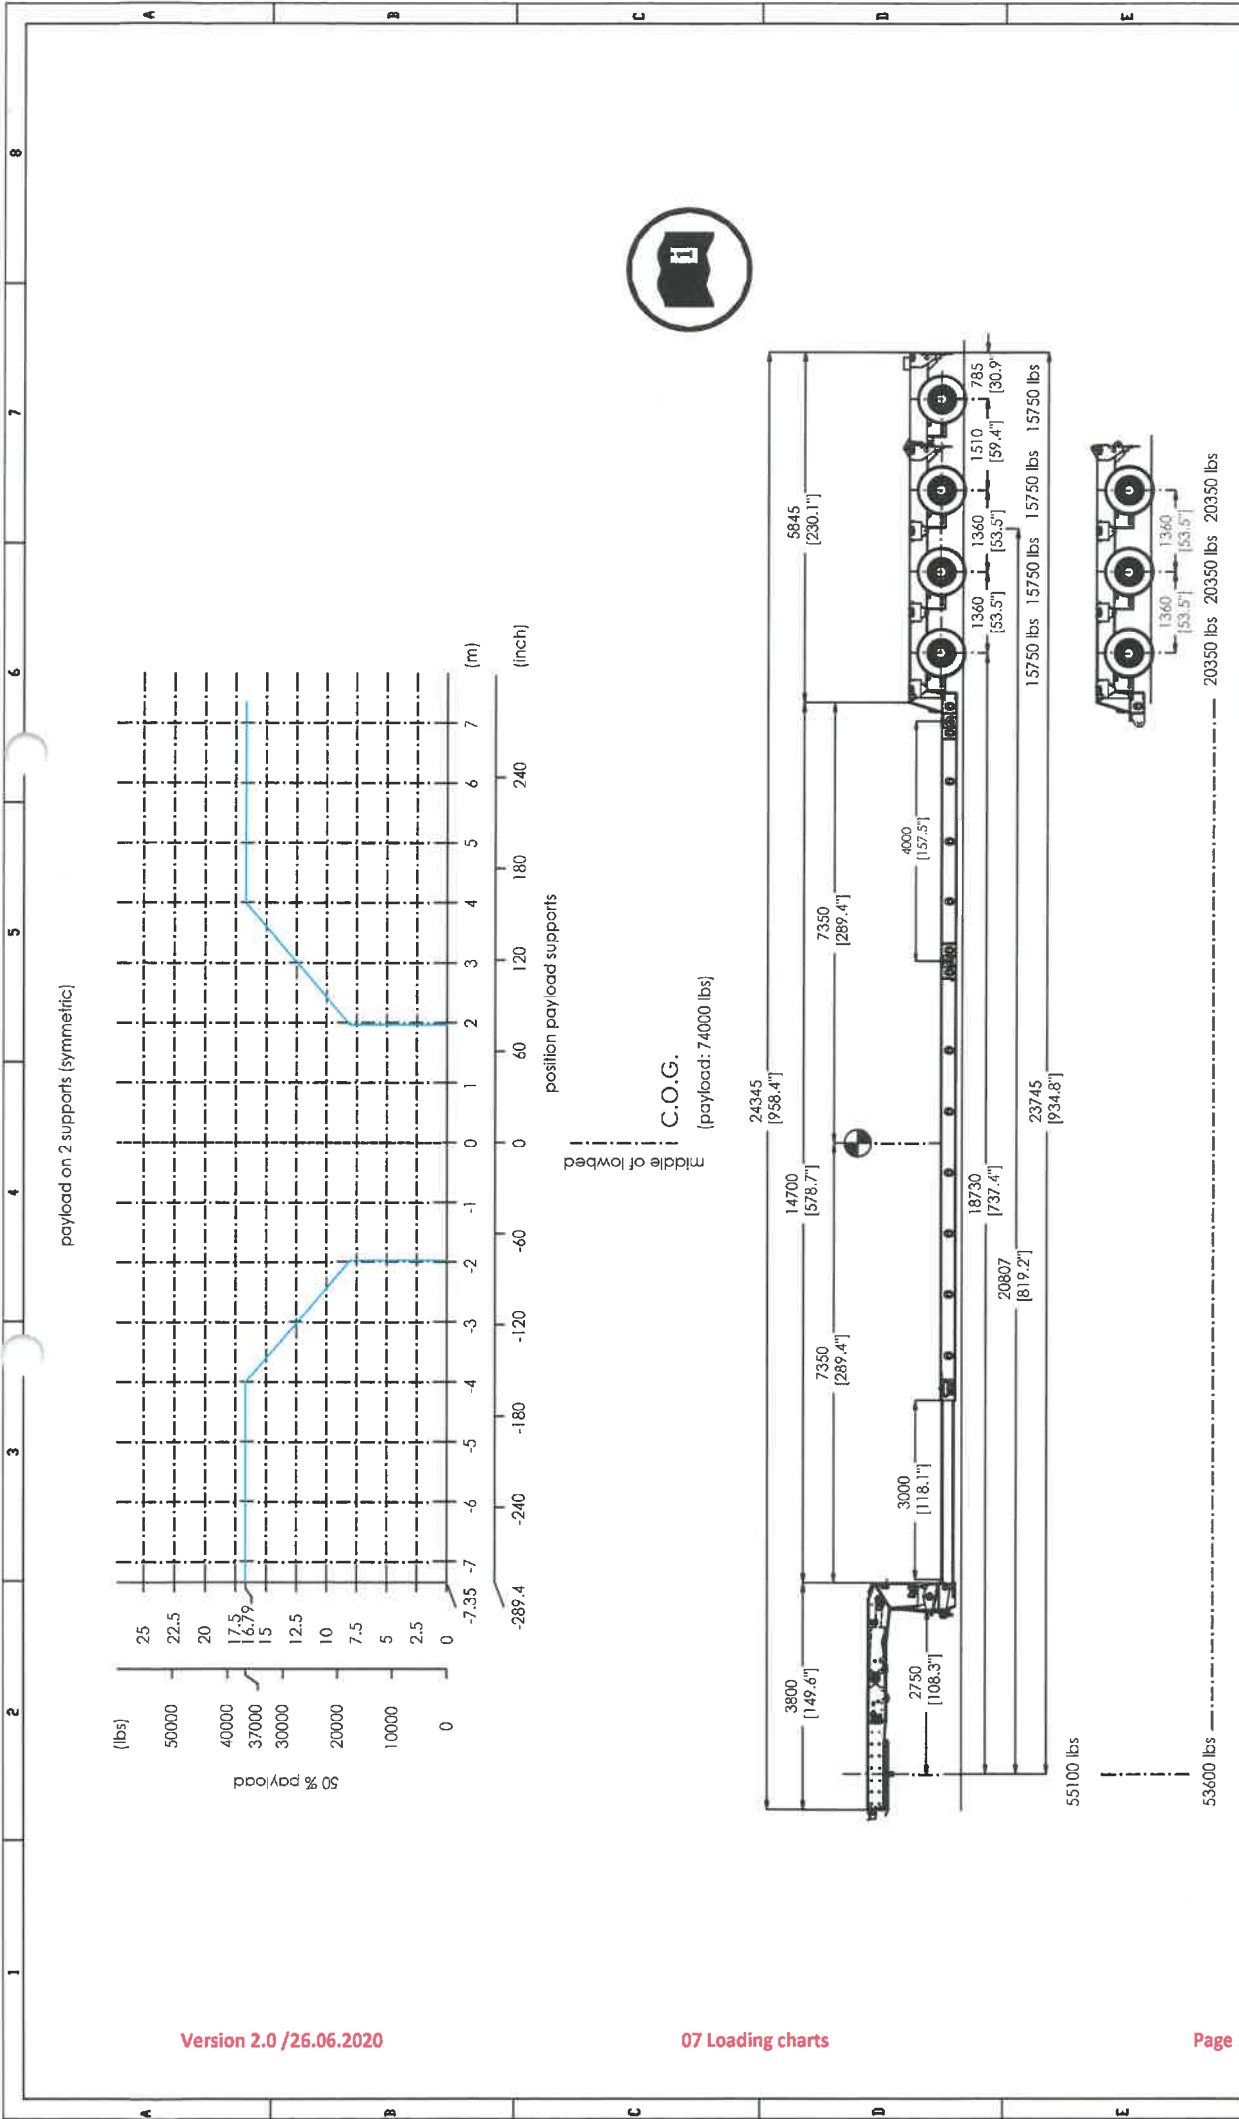 1
2
3
4
5
6
7
8
A
B
C
D
E
A
B
C
D
E
payload on 2 supports (symmetric)
(lbs)
50000
40000
37000
30000
20000
10000
0
50 % payload
25
22.5
20
17.5
16.79
15
12.5
10
7.5
5
2.5
0
-7.35 -7 -6 -5 -4 -3 -2 -1 0 1 2 3 4 5 6 7 (m)
-289.4 -240 -180 -120 -60 0 60 120 180 240 (inch)
position payload supports
middle of lowbed
C.O.G.
(payload: 74000 lbs)
i
24345
[958.4"]
3800
[149.6"]
14700
[578.7"]
5845
[230.1"]
7350
[289.4"]
7350
[289.4"]
2750
[108.3"]
3000
[118.1"]
4000
[157.5"]
18730
[737.4"]
1360
[53.5"]
1360
[53.5"]
1510
[59.4"]
785
[30.9"
20807
[819.2"]
23745
[934.8"]
55100 lbs
15750 lbs 15750 lbs 15750 lbs 15750 lbs
1360
[53.5"]
1360
[53.5"]
53600 lbs
20350 lbs 20350 lbs 20350 lbs
Version 2.0 /26.06.2020
07 Loading charts
Page